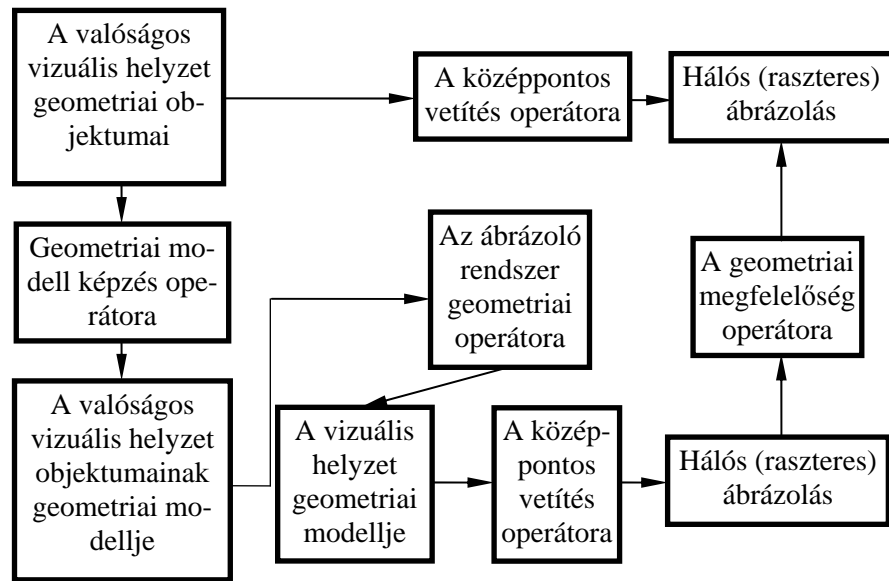 A valóságos
vizuális helyzet
geometriai ob-
jektumai
A középpontos
vetítés operátora
Hálós (raszteres)
ábrázolás
Geometriai mo-
dell képzés ope-
rátora
Az ábrázoló
rendszer
geometriai
operátora
A geometriai
megfelelőség
operátora
A valóságos
vizuális helyzet
objektumainak
geometriai mo-
dellje
A vizuális
helyzet
geometriai
modellje
A közép-
pontos
vetítés
operátora
Hálós (raszteres)
ábrázolás